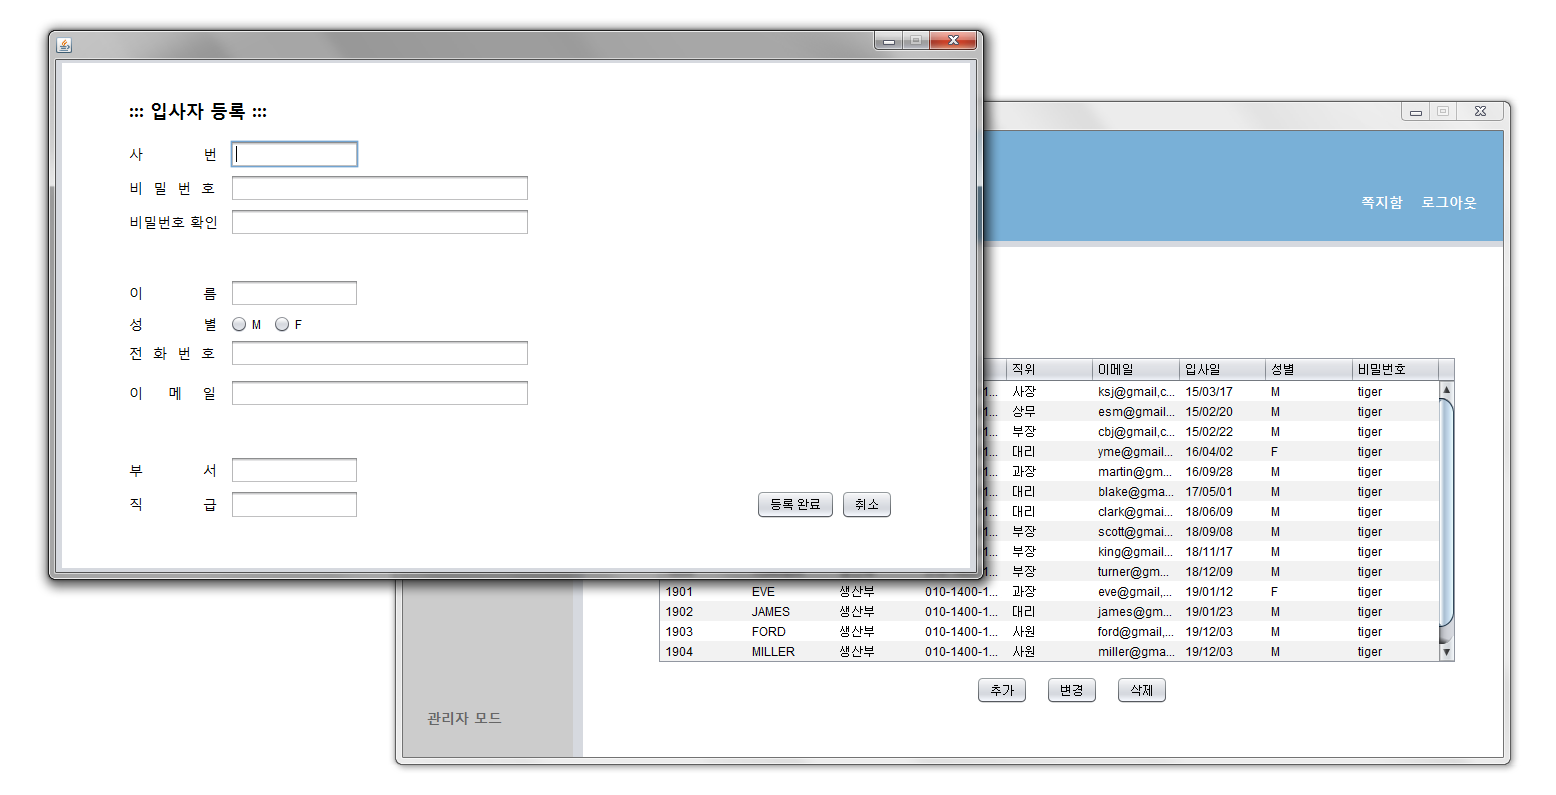 ::: 입사자 등록 :::
사 번
비 밀 번 호
비밀번호 확인
이 름
성 별 M F
전 화 번 호
이 메 일
부 서
직 급
등록 완료 취소
쪽지함 로그아웃
직위 이메일 입사일 성별 비밀번호
1... 사장 ksj@gmail,c... 15/03/17 M tiger
1... 상무 esm@gmail... 15/02/20 M tiger
1... 부장 cbj@gmail,c... 15/02/22 M tiger
1... 대리 yme@gmail... 16/04/02 F tiger
1... 과장 martin@gm... 16/09/28 M tiger
1... 대리 blake@gma... 17/05/01 M tiger
1... 대리 clark@gmai... 18/06/09 M tiger
1... 부장 scott@gmai... 18/09/08 M tiger
1... 부장 king@gmail... 18/11/17 M tiger
1... 부장 turner@gm... 18/12/09 M tiger
1901 EVE 생산부 010-1400-1... 과장 eve@gmail,... 19/01/12 F tiger
1902 JAMES 생산부 010-1400-1... 대리 james@gm... 19/01/23 M tiger
1903 FORD 생산부 010-1400-1... 사원 ford@gmail,... 19/12/03 M tiger
1904 MILLER 생산부 010-1400-1... 사원 miller@gma... 19/12/03 M tiger
추가 변경 삭제
관리자 모드